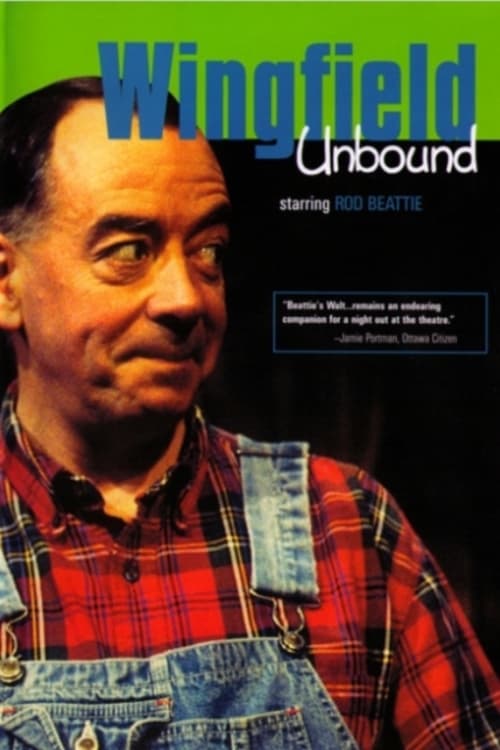 Wingfield
Unbound
starring ROD BEATTIE
"Beattie's Walt...remains an endearing
companion for a night out at the theatre."
–Jamie Portman, Ottawa Citizen